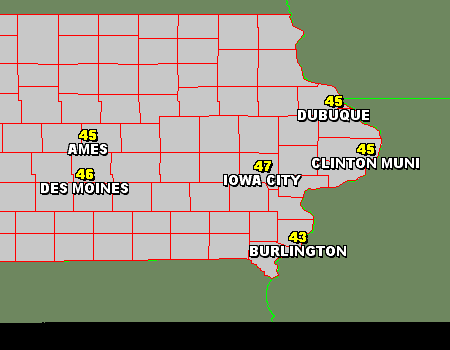 45
DUBUQUE
45
AMES
45
CLINTON MUNI
47
IOWA CITY
46
DES MOINES
43
BURLINGTON